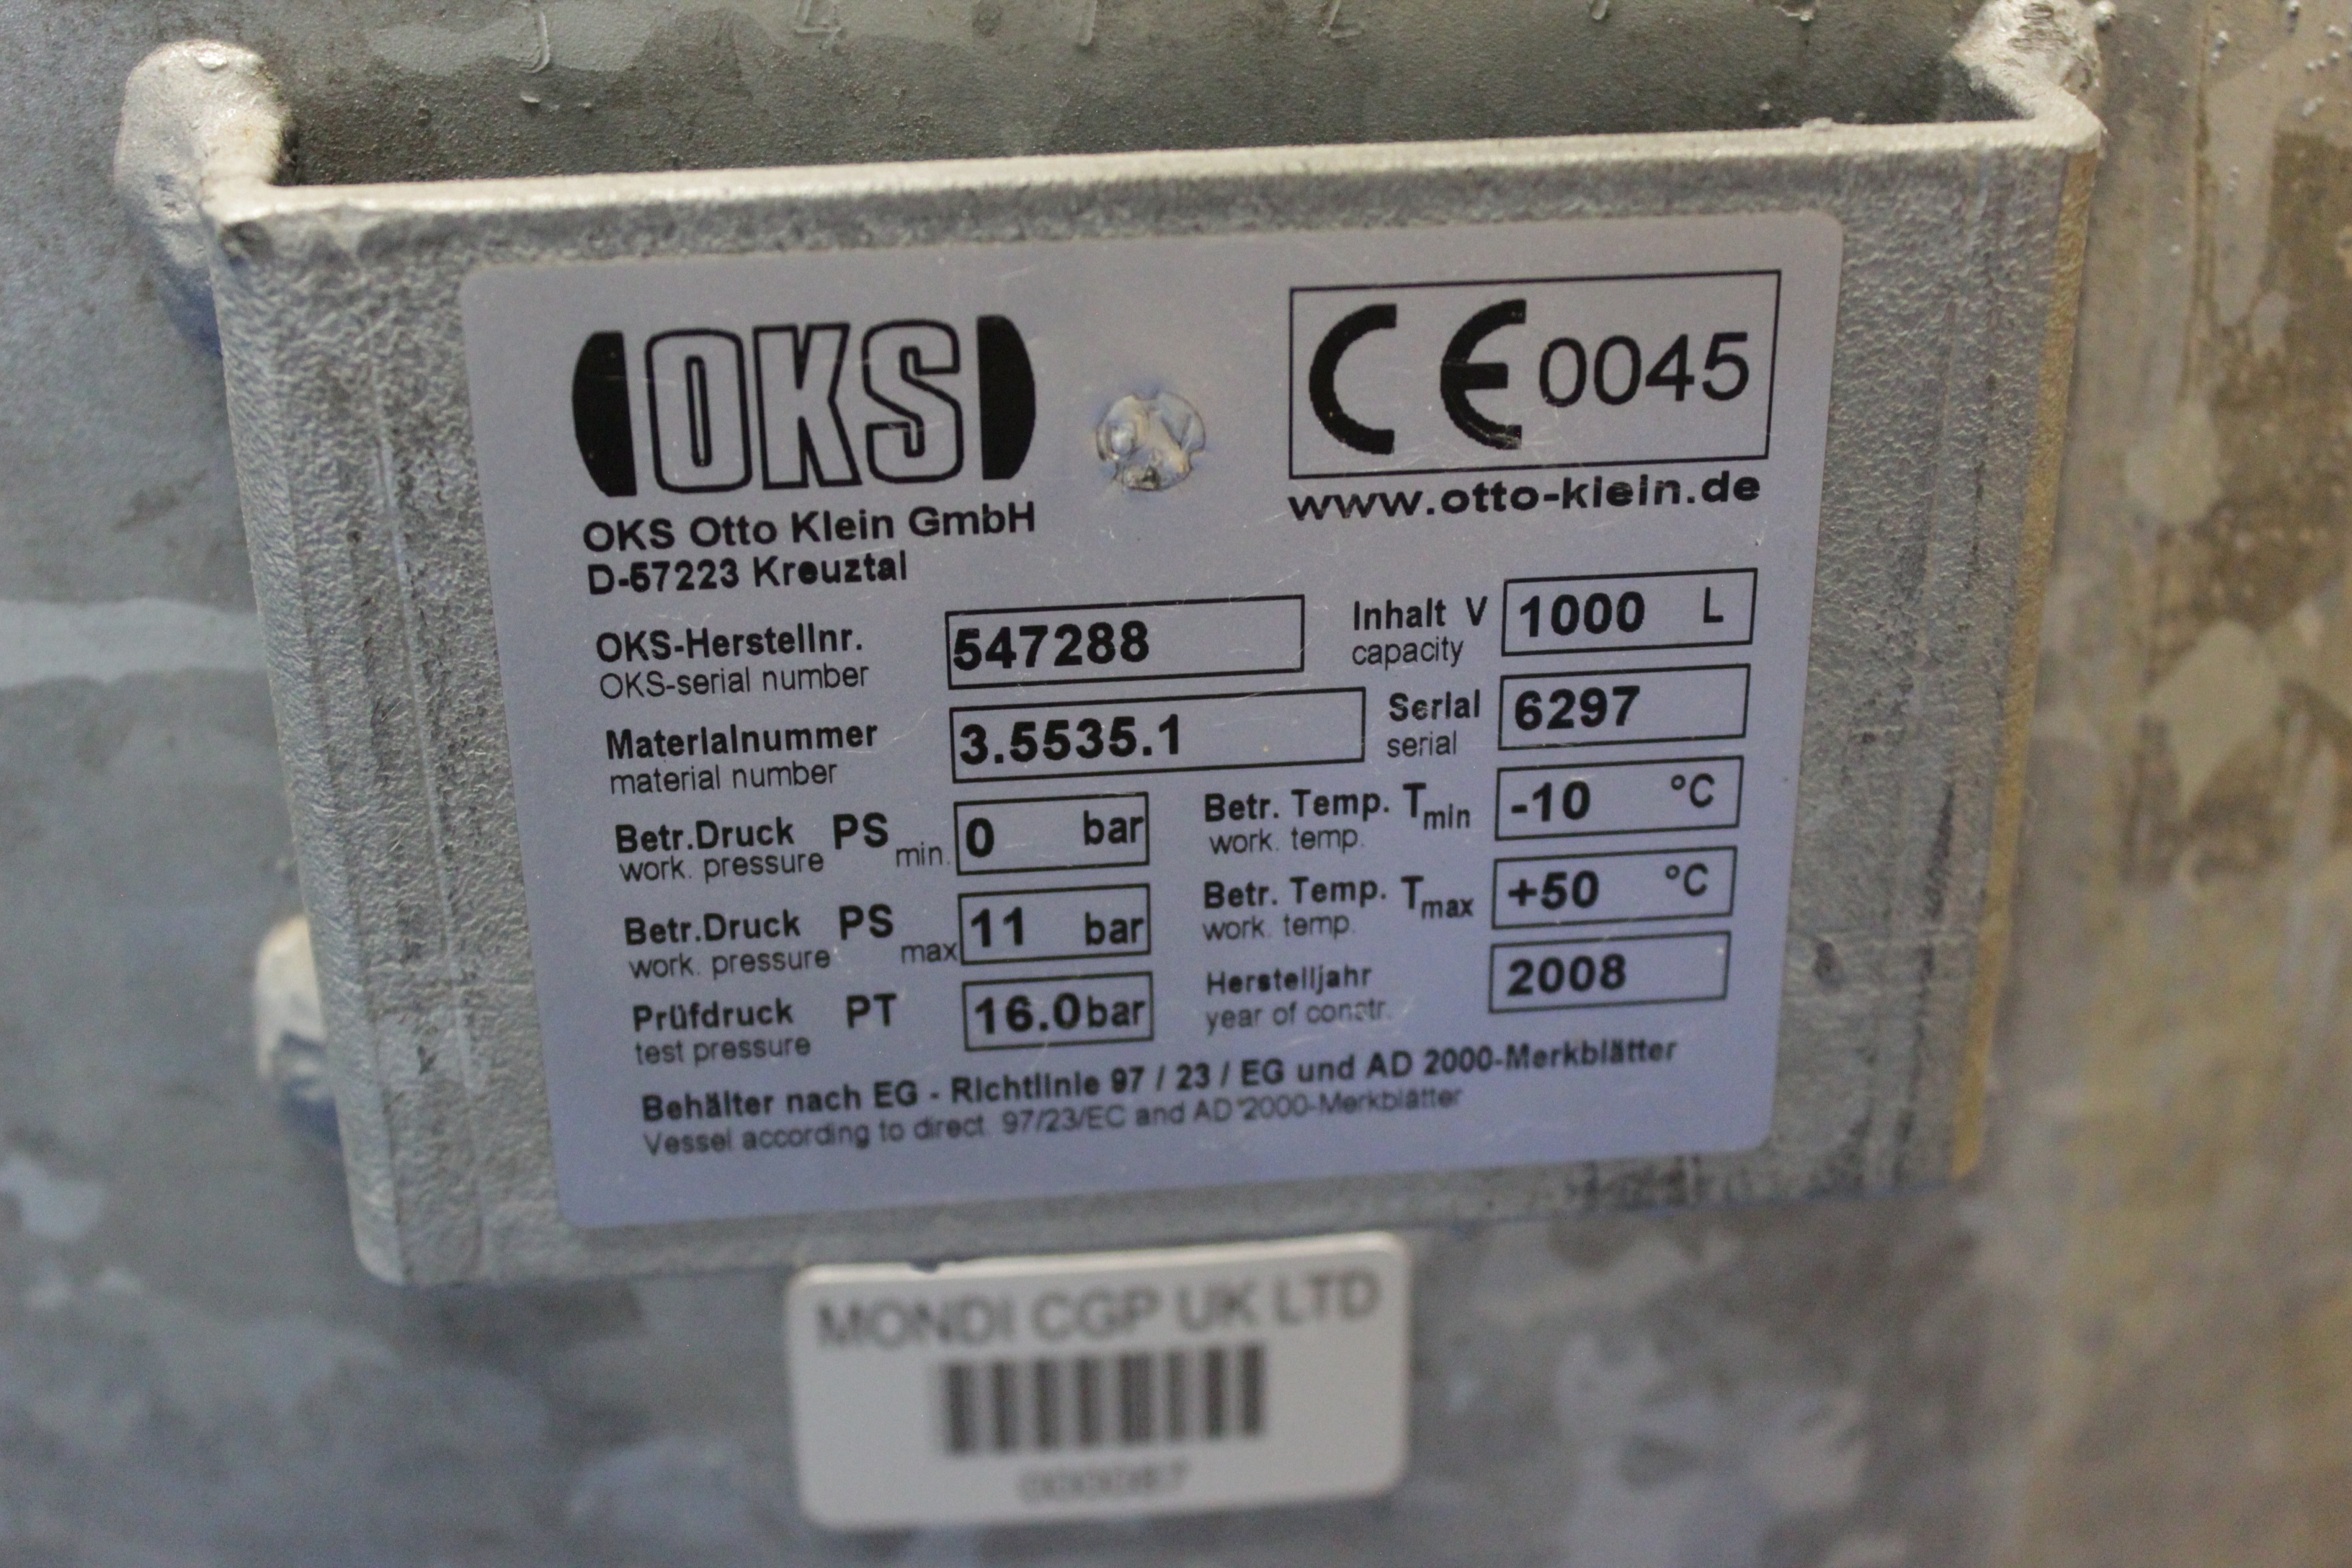 OKS
CE 0045
OKS Otto Klein GmbH
D-57223 Kreuztal
www.otto-klein.de
OKS-Herstellnr. 547288
OKS-serial number
Inhalt V 1000 L
capacity
Materialnummer 3.5535.1
material number
Serial 6297
serial
Betr.Druck PS min. 0 bar
work. pressure
Betr. Temp. Tmin -10 °C
work. temp.
Betr.Druck PS max 11 bar
work. pressure
Betr. Temp. Tmax +50 °C
work. temp.
Prüfdruck PT 16.0bar
test pressure
Herstelljahr 2008
year of constr.
Behälter nach EG - Richtlinie 97 / 23 / EG und AD 2000-Merkblätter
Vessel according to direct. 97/23/EC and AD 2000-Merkblätter
MONDI CGP UK LTD